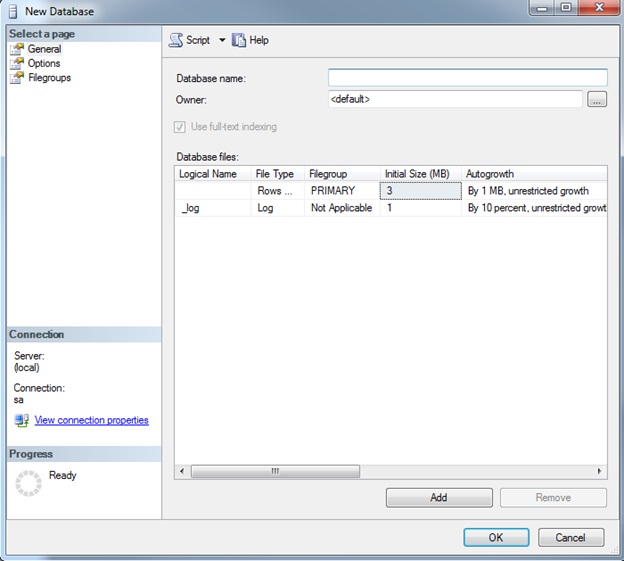 New Database
Select a page
General
Options
Filegroups
Script Help
Database name:
Owner: <default> ...
Use full-text indexing
Database files:
Logical Name File Type Filegroup Initial Size (MB) Autogrowth
Rows ... PRIMARY 3 By 1 MB, unrestricted growth
_log Log Not Applicable 1 By 10 percent, unrestricted growt
Connection
Server:
(local)
Connection:
sa
View connection properties
Progress
Ready
Add Remove
OK Cancel